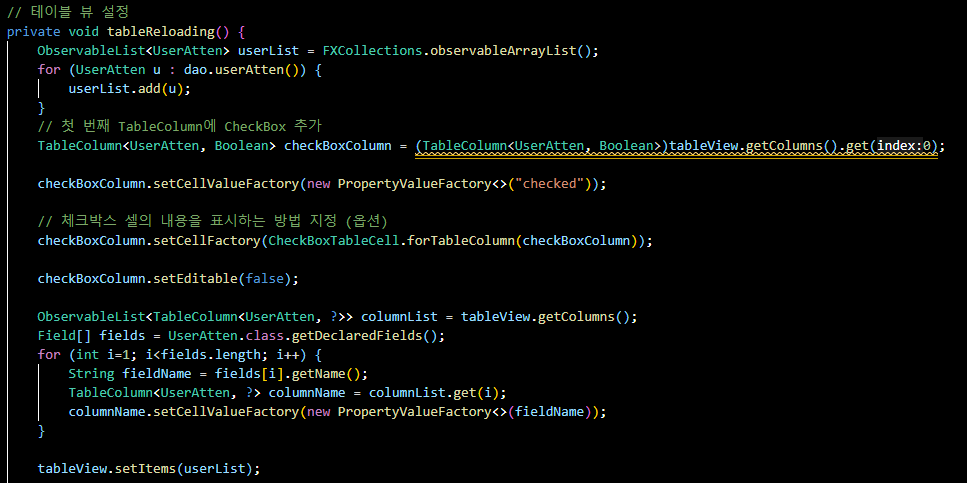 // 테이블 뷰 설정
private void tableReloading() {
ObservableList<UserAtten> userList = FXCollections.observableArrayList();
for (UserAtten u : dao.userAtten()) {
userList.add(u);
}
// 첫 번째 TableColumn에 CheckBox 추가
TableColumn<UserAtten, Boolean> checkBoxColumn = (TableColumn<UserAtten, Boolean>)tableView.getColumns().get(index:0);
checkBoxColumn.setCellValueFactory(new PropertyValueFactory<>("checked"));
// 체크박스 셀의 내용을 표시하는 방법 지정 (옵션)
checkBoxColumn.setCellFactory(CheckBoxTableCell.forTableColumn(checkBoxColumn));
checkBoxColumn.setEditable(false);
ObservableList<TableColumn<UserAtten, ?>> columnList = tableView.getColumns();
Field[] fields = UserAtten.class.getDeclaredFields();
for (int i=1; i<fields.length; i++) {
String fieldName = fields[i].getName();
TableColumn<UserAtten, ?> columnName = columnList.get(i);
columnName.setCellValueFactory(new PropertyValueFactory<>(fieldName));
}
tableView.setItems(userList);